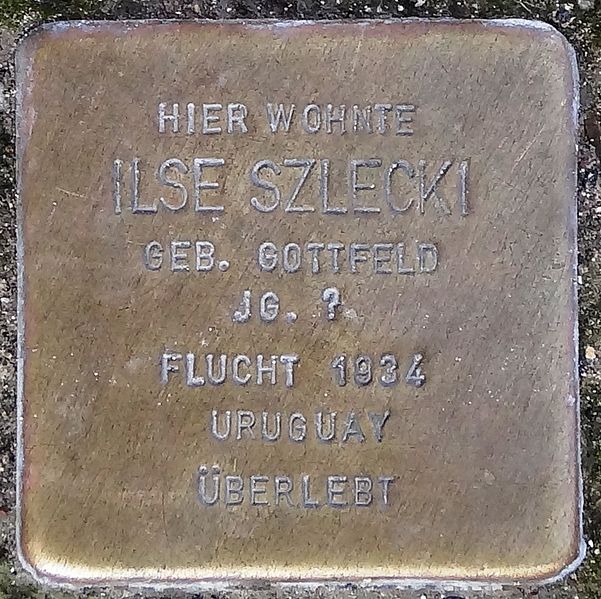 HIER WOHNTE
ILSE SZLECKI
GEB. GOTTFELD
JG. ?
FLUCHT 1934
URUGUAY
ÜBERLEBT